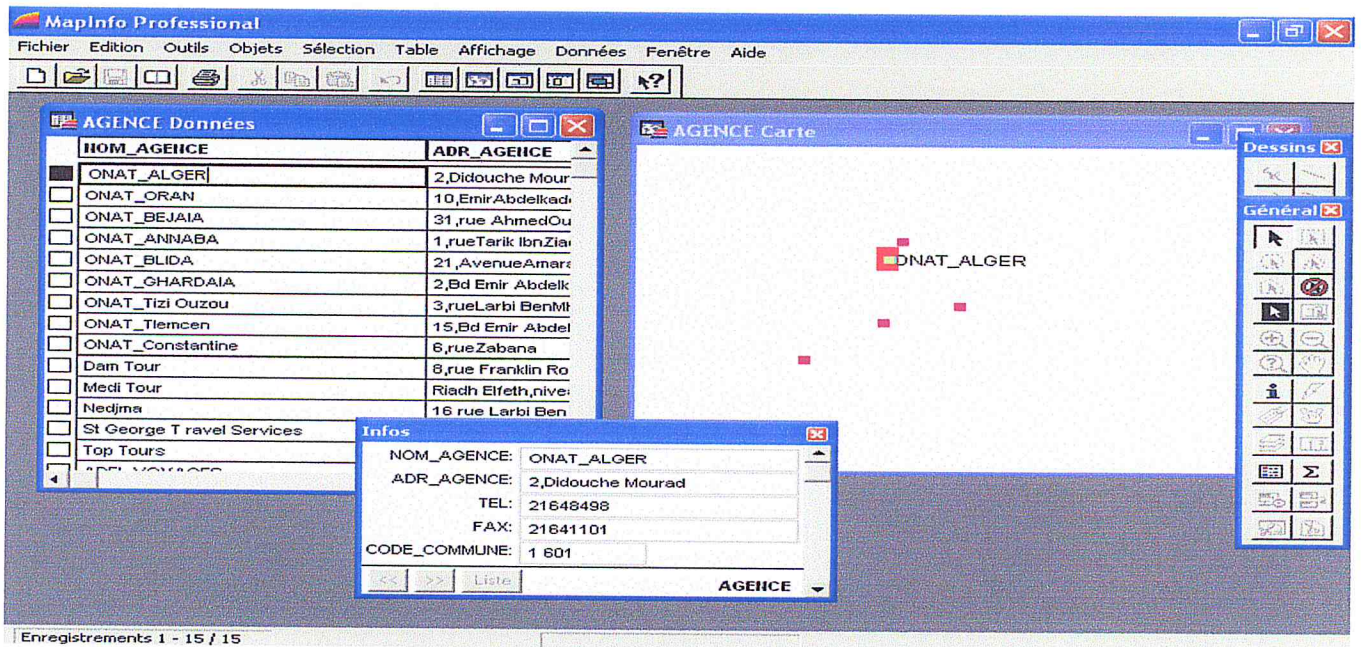 MapInfo Professional
Fichier Edition Outils Objets Sélection Table Affichage Données Fenêtre Aide
AGENCE Données
NOM_AGENCE ADR_AGENCE
ONAT_ALGER 2,Didouche Mour
ONAT_ORAN 10,EmirAbdelkad
ONAT_BEJAIA 31,rue AhmedOu
ONAT_ANNABA 1,rueTarik IbnZia
ONAT_BLIDA 21,AvenueAmara
ONAT_GHARDAIA 2,Bd Emir Abdelk
ONAT_Tizi Ouzou 3,rueLarbi BenM
ONAT_Tlemcen 15,Bd Emir Abdel
ONAT_Constantine 6,rueZabana
Dam Tour 8,rue Franklin Ro
Medi Tour Riadh Elfeth,nive
Nedjma 16 rue Larbi Ben
St George T ravel Services
Top Tours
AGENCE Carte
ONAT_ALGER
Dessins
Général
Infos
NOM_AGENCE: ONAT_ALGER
ADR_AGENCE: 2,Didouche Mourad
TEL: 21648498
FAX: 21641101
CODE_COMMUNE: 1 601
<< >> Liste AGENCE
Enregistrements 1 - 15 / 15